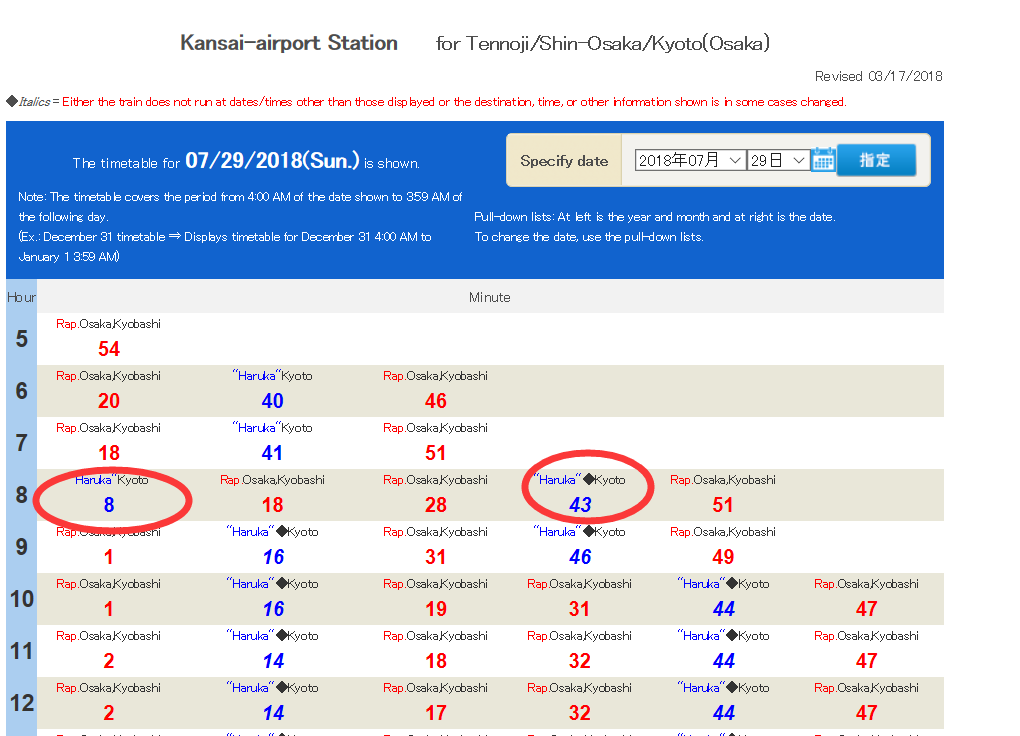 Kansai-airport Station for Tennoji/Shin-Osaka/Kyoto(Osaka)
Revised 03/17/2018
◆Italics = Either the train does not run at dates/times other than those displayed or the destination, time, or other information shown is in some cases changed.
The timetable for 07/29/2018(Sun.) is shown.
Specify date 2018年07月 29日 指定
Note: The timetable covers the period from 4:00 AM of the date shown to 3:59 AM of
the following day.
(Ex.: December 31 timetable ⇒ Displays timetable for December 31 4:00 AM to
January 1 3:59 AM)
Pull-down lists: At left is the year and month and at right is the date.
To change the date, use the pull-down lists.
Hour Minute
5
Rap.Osaka,Kyobashi
54
6
Rap.Osaka,Kyobashi "Haruka"Kyoto Rap.Osaka,Kyobashi
20 40 46
7
Rap.Osaka,Kyobashi "Haruka"Kyoto Rap.Osaka,Kyobashi
18 41 51
8
Haruka"Kyoto Rap.Osaka,Kyobashi Rap.Osaka,Kyobashi "Haruka"◆Kyoto Rap.Osaka,Kyobashi
8 18 28 43 51
9
Rap.Osaka,Kyobashi "Haruka"◆Kyoto Rap.Osaka,Kyobashi "Haruka"◆Kyoto Rap.Osaka,Kyobashi
1 16 31 46 49
10
Rap.Osaka,Kyobashi "Haruka"◆Kyoto Rap.Osaka,Kyobashi Rap.Osaka,Kyobashi "Haruka"◆Kyoto Rap.Osaka,Kyobashi
1 16 19 31 44 47
11
Rap.Osaka,Kyobashi "Haruka"◆Kyoto Rap.Osaka,Kyobashi Rap.Osaka,Kyobashi "Haruka"◆Kyoto Rap.Osaka,Kyobashi
2 14 18 32 44 47
12
Rap.Osaka,Kyobashi "Haruka"◆Kyoto Rap.Osaka,Kyobashi Rap.Osaka,Kyobashi "Haruka"◆Kyoto Rap.Osaka,Kyobashi
2 14 17 32 44 47